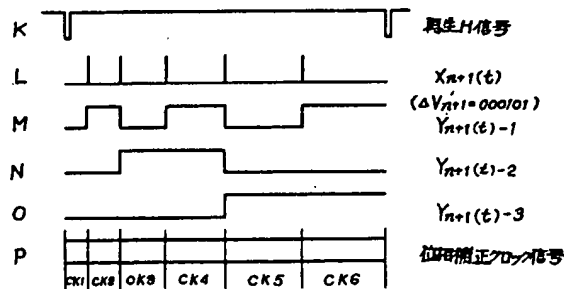 K 再生H信号
L Xn+1(t)
(ΔV'n+1=000101)
M Yn+1(t)-1
N Yn+1(t)-2
O Yn+1(t)-3
P 位相補正クロック信号
CK1 CK2 CK3 CK4 CK5 CK6